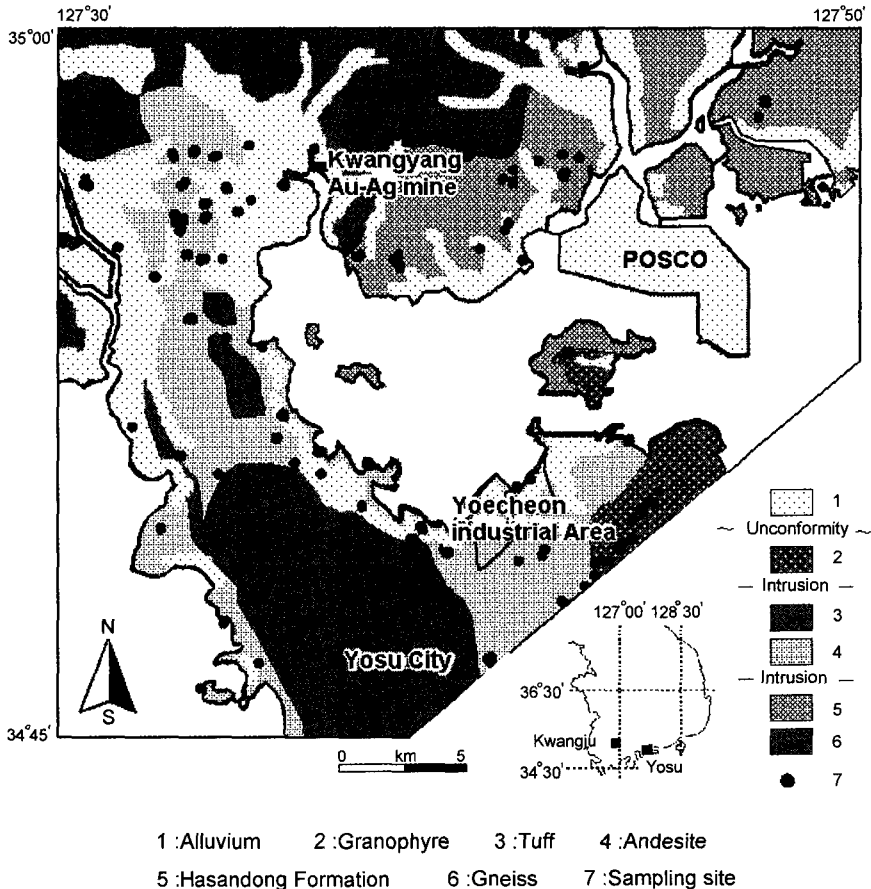 127°30'
127°50'
35°00'
Kwangyang
Au-Ag mine
POSCO
Yoecheon
industrial Area
1
~ Unconformity ~
2
— Intrusion —
3
4
— Intrusion —
5
6
7
127°00' 128°30'
36°30'
Kwangju
34°30'
Yosu
Yosu City
N
S
34°45'
0 km 5
1 :Alluvium 2 :Granophyre 3 :Tuff 4 :Andesite
5 :Hasandong Formation 6 :Gneiss 7 :Sampling site